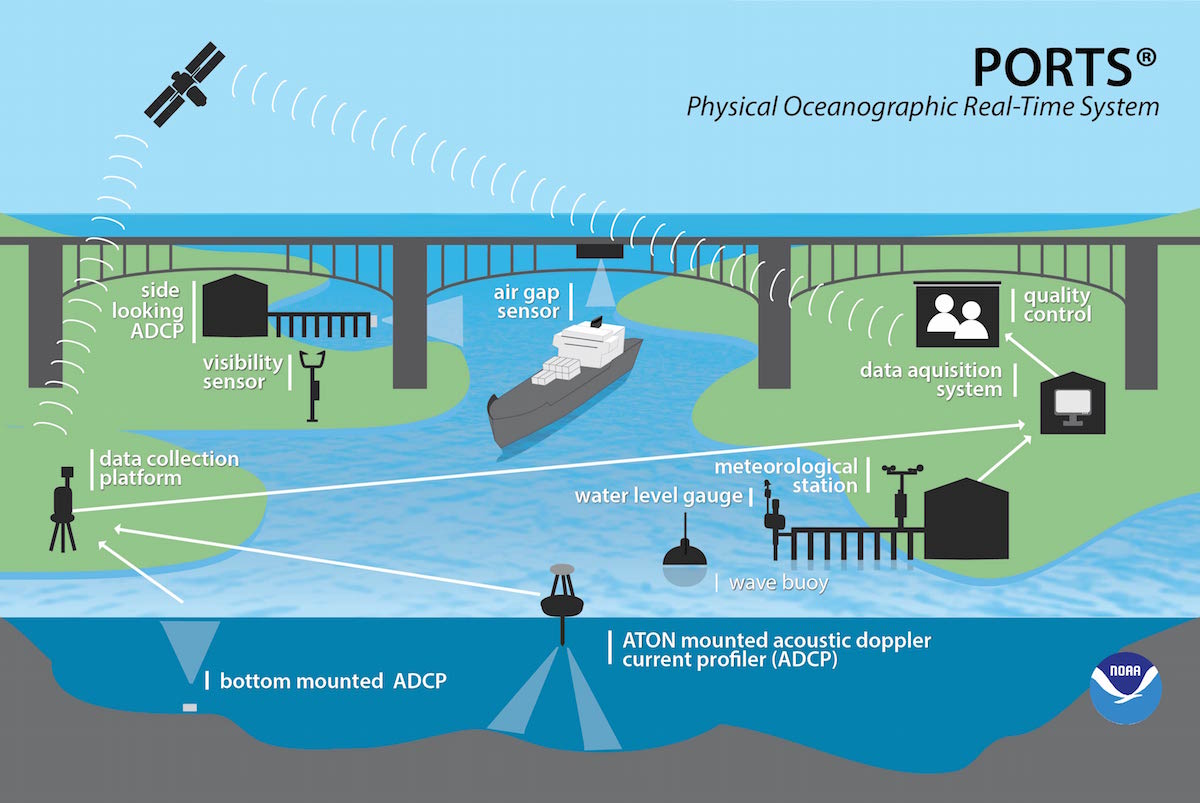 PORTS®
Physical Oceanographic Real-Time System
side
looking
ADCP
air gap
sensor
quality
control
visibility
sensor
data aquisition
system
data collection
platform
meteorological
station
water level gauge
wave buoy
ATON mounted acoustic doppler
current profiler (ADCP)
bottom mounted ADCP
NOAA